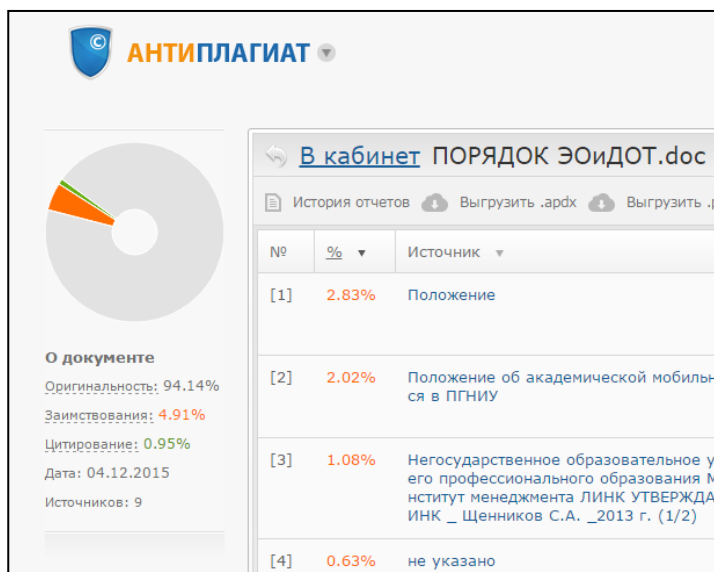 ©
АНТИПЛАГИАТ
В кабинет ПОРЯДОК ЭОиДОТ.doc
История отчетов Выгрузить .apdx Выгрузить
№ % Источник
[1] 2.83% Положение
[2] 2.02% Положение об академической
ся в ПГНИУ
[3] 1.08% Негосударственное образовательное
его профессионального образования
нститут менеджмента ЛИНК
ИНК _ Щенников С.А. _2013 г. (1/2)
[4] 0.63% не указано
О документе
Оригинальность: 94.14%
Заимствования: 4.91%
Цитирование: 0.95%
Дата: 04.12.2015
Источников: 9